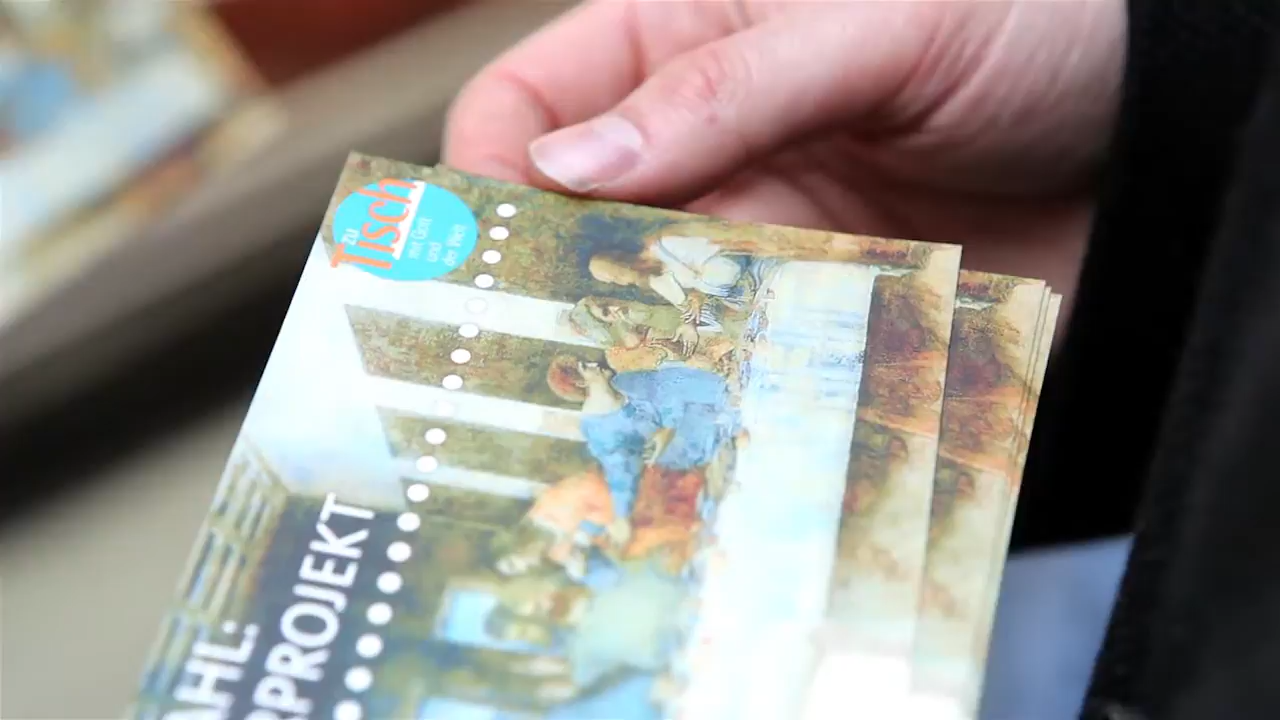 zu
Tisch
mit Gott
und
der Welt
AHL:
RPROJEKT